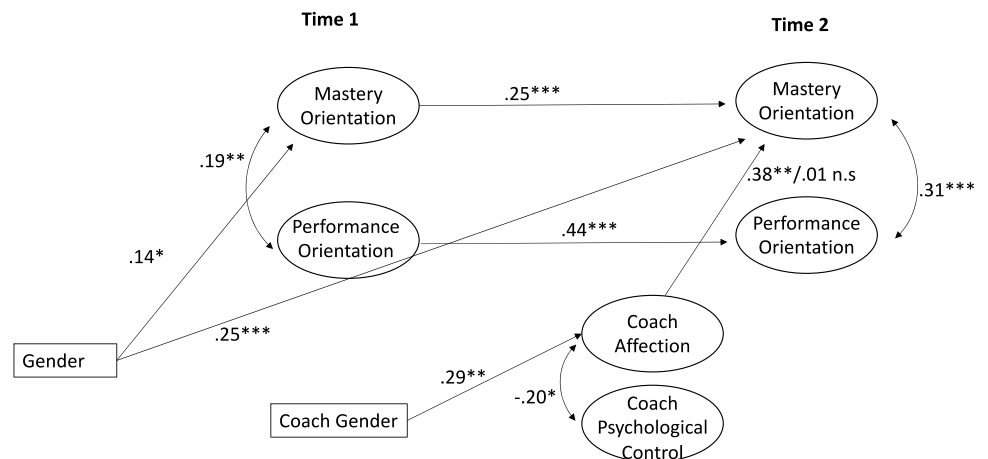 Time 1
Time 2
Mastery
Orientation
.25***
Mastery
Orientation
.19**
.38**/.01 n.s
.31***
Performance
Orientation
.44***
Performance
Orientation
.14*
.25***
Gender
Coach
Affection
.29**
-.20*
Coach Gender
Coach
Psychological
Control